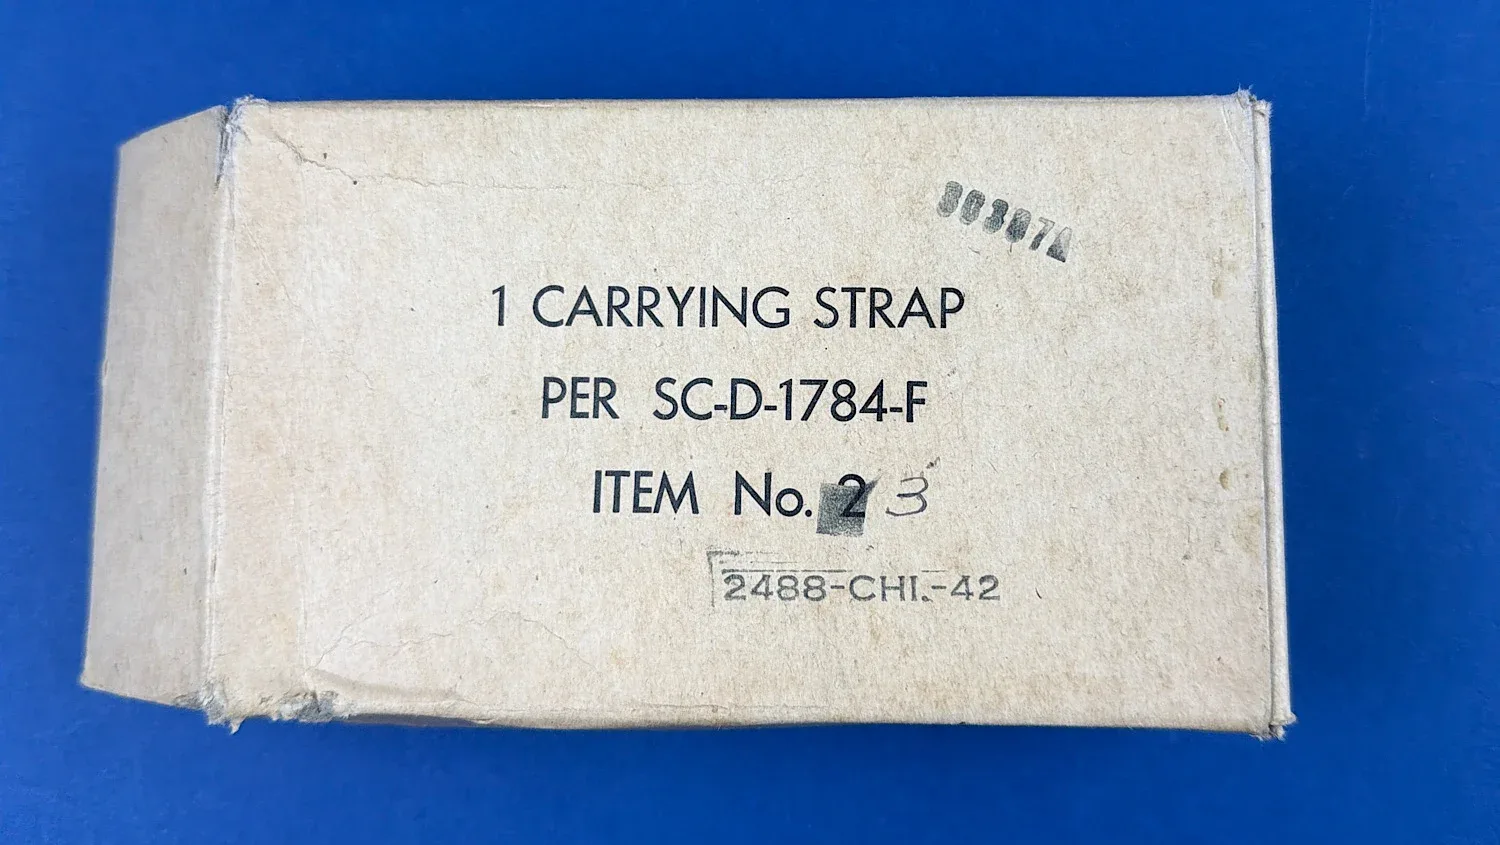 1 CARRYING STRAP
PER SC-D-1784-F
ITEM No. 2 3
2488-CHI.-42